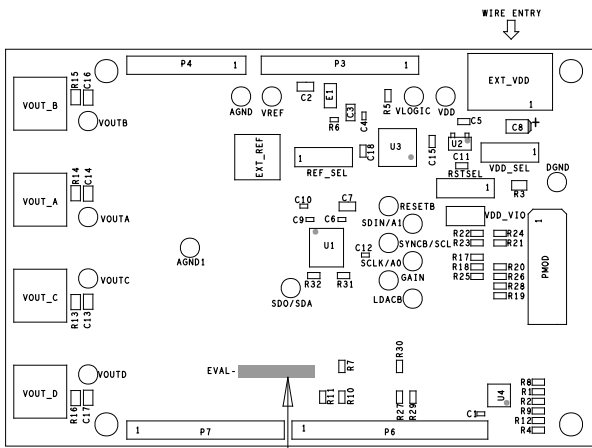 WIRE ENTRY
P4 1
P3 1
EXT_VDD
1
R15
C16
VOUT_B
VOUTB
AGND
VREF
C2
E1
C3
C4
R6
R5
VLOGIC
VDD
C5
C8 +
EXT_REF
1
REF_SEL
C18
U3
C15
U2
C11
RSTSEL
1
1
VDD_SEL
DGND
R3
R14
C14
VOUT_A
VOUTA
C10
C7
C9
C6
RESETB
SDIN/A1
VDD_VIO
1
PMOD
AGND1
U1
C12
SYNCB/SCL
SCLK/A0
GAIN
LDACB
R22
R24
R23
R21
R17
R18
R20
R25
R26
R28
R19
VOUTC
VOUT_C
R13
C13
R32
R31
SDO/SDA
VOUTD
VOUT_D
R16
C17
EVAL-
R7
R30
R11
R10
R27
R29
U4
C1
R8
R1
R2
R9
R12
R4
1 P7
1 P6